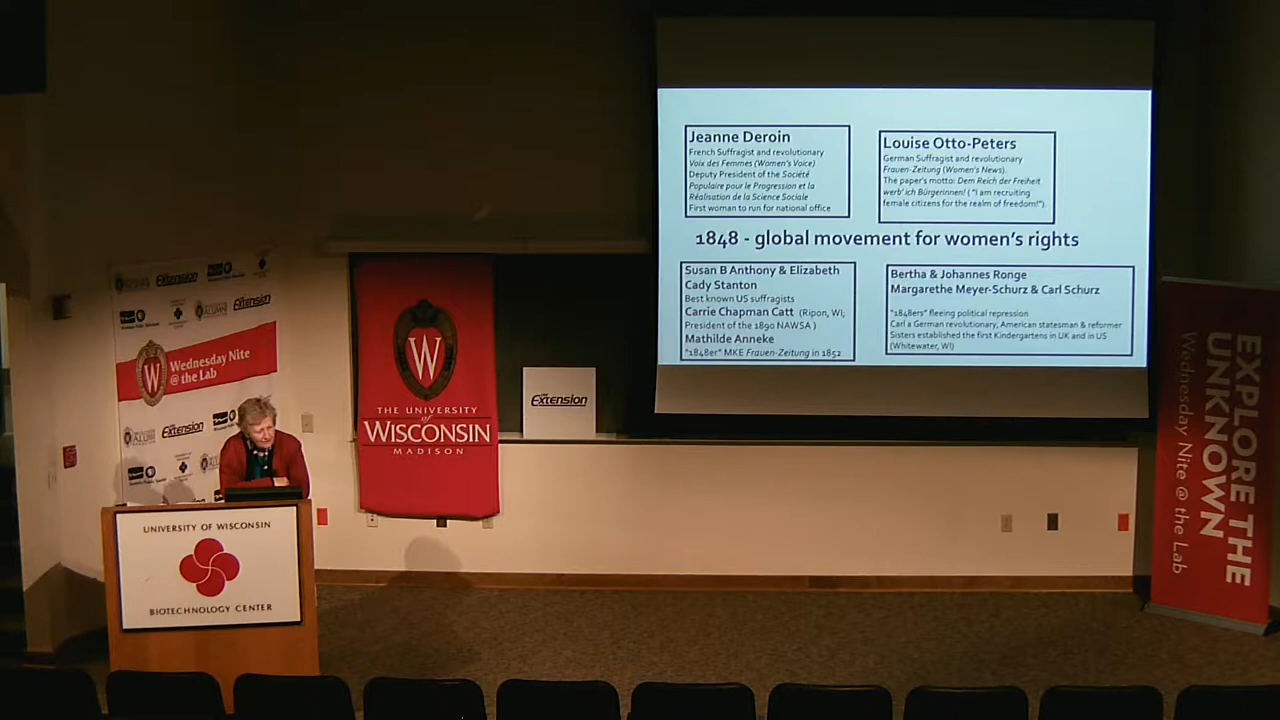 Jeanne Deroin
French Suffragist and revolutionary
Voix des Femmes (Women's Voice)
Deputy President of the Société
Populaire pour le Progression et la
Réalisation de la Science Sociale
First woman to run for national office
Louise Otto-Peters
German Suffragist and revolutionary
Frauen-Zeitung (Women's News).
The paper's motto: Dem Reich der Freiheit
werb' ich Bürgerinnen! ( "I am recruiting
female citizens for the realm of freedom!").
1848 - global movement for women's rights
Susan B Anthony & Elizabeth
Cady Stanton
Best known US suffragists
Carrie Chapman Catt (Ripon, WI,
President of the 1890 NAWSA )
Mathilde Anneke
"1848er" MKE Frauen-Zeitung in 1852
Bertha & Johannes Ronge
Margarethe Meyer-Schurz & Carl Schurz
"1848ers" fleeing political repression
Carl a German revolutionary, American statesman & reformer
Sisters established the first Kindergartens in UK and in US
(Whitewater, WI)
Extension
Extension
Wednesday Nite
@ the Lab
Extension
W
THE UNIVERSITY
of
WISCONSIN
MADISON
Extension
UNIVERSITY OF WISCONSIN
BIOTECHNOLOGY CENTER
EXPLORE THE
UNKNOWN
Wednesday Nite @ the Lab